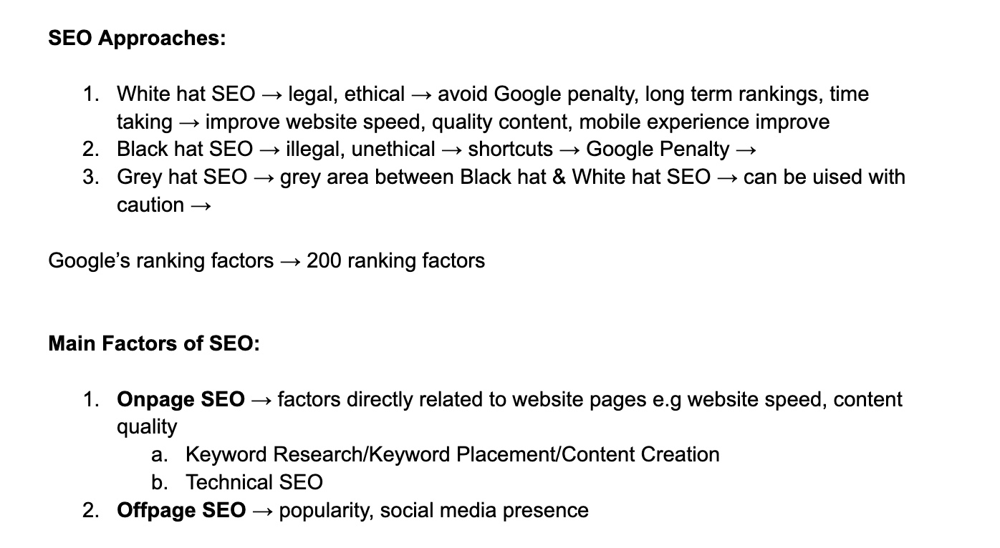 SEO Approaches:
1. White hat SEO → legal, ethical → avoid Google penalty, long term rankings, time
taking → improve website speed, quality content, mobile experience improve
2. Black hat SEO → illegal, unethical → shortcuts → Google Penalty →
3. Grey hat SEO → grey area between Black hat & White hat SEO → can be uised with
caution →
Google’s ranking factors → 200 ranking factors
Main Factors of SEO:
1. Onpage SEO → factors directly related to website pages e.g website speed, content
quality
a. Keyword Research/Keyword Placement/Content Creation
b. Technical SEO
2. Offpage SEO → popularity, social media presence